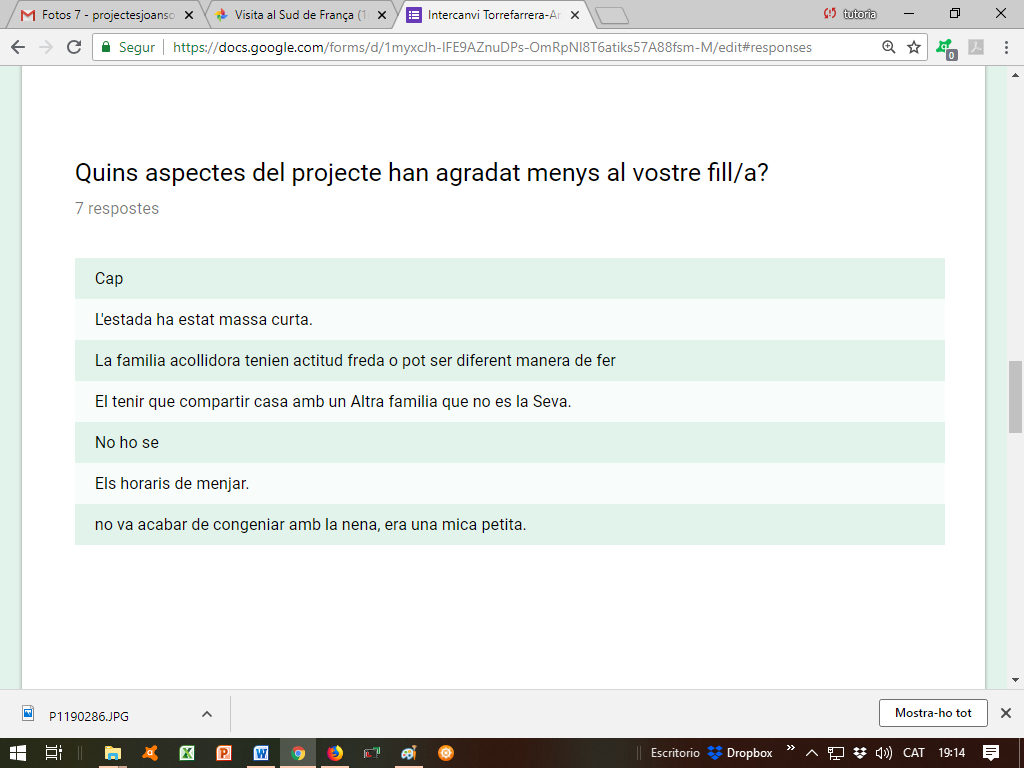 Fotos 7 - projectesjoanso
Visita al Sud de França (1
Intercanvi Torrefarrera-An
tutoria
Segur
https://docs.google.com/forms/d/1myxcJh-IFE9AZnuDPs-OmRpNI8T6atiks57A88fsm-M/edit#responses
0
Quins aspectes del projecte han agradat menys al vostre fill/a?
7 respostes
Cap
L'estada ha estat massa curta.
La familia acollidora tenien actitud freda o pot ser diferent manera de fer
El tenir que compartir casa amb un Altra familia que no es la Seva.
No ho se
Els horaris de menjar.
no va acabar de congeniar amb la nena, era una mica petita.
P1190286.JPG
Mostra-ho tot
Escritorio
Dropbox
CAT
19:14